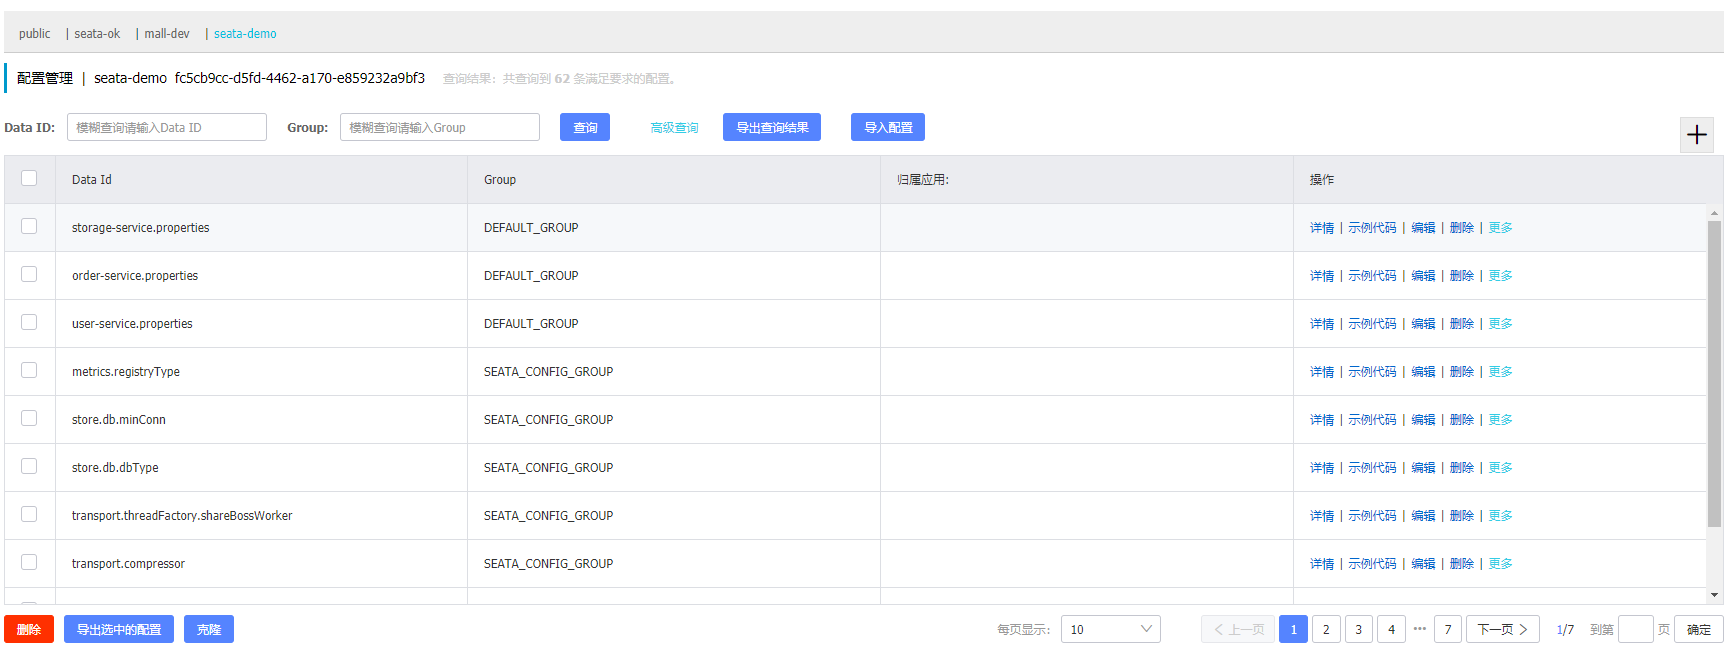 public | seata-ok | mall-dev | seata-demo
配置管理 | seata-demo fc5cb9cc-d5fd-4462-a170-e859232a9bf3 查询结果：共查询到 62 条满足要求的配置。
Data ID: 模糊查询请输入Data ID Group: 模糊查询请输入Group 查询 高级查询 导出查询结果 导入配置
Data Id Group 归属应用: 操作
storage-service.properties DEFAULT_GROUP 详情 | 示例代码 | 编辑 | 删除 | 更多
order-service.properties DEFAULT_GROUP 详情 | 示例代码 | 编辑 | 删除 | 更多
user-service.properties DEFAULT_GROUP 详情 | 示例代码 | 编辑 | 删除 | 更多
metrics.registryType SEATA_CONFIG_GROUP 详情 | 示例代码 | 编辑 | 删除 | 更多
store.db.minConn SEATA_CONFIG_GROUP 详情 | 示例代码 | 编辑 | 删除 | 更多
store.db.dbType SEATA_CONFIG_GROUP 详情 | 示例代码 | 编辑 | 删除 | 更多
transport.threadFactory.shareBossWorker SEATA_CONFIG_GROUP 详情 | 示例代码 | 编辑 | 删除 | 更多
transport.compressor SEATA_CONFIG_GROUP 详情 | 示例代码 | 编辑 | 删除 | 更多
删除 导出选中的配置 克隆 每页显示: 10 上一页 1 2 3 4 ··· 7 下一页 1/7 到第 页 确定